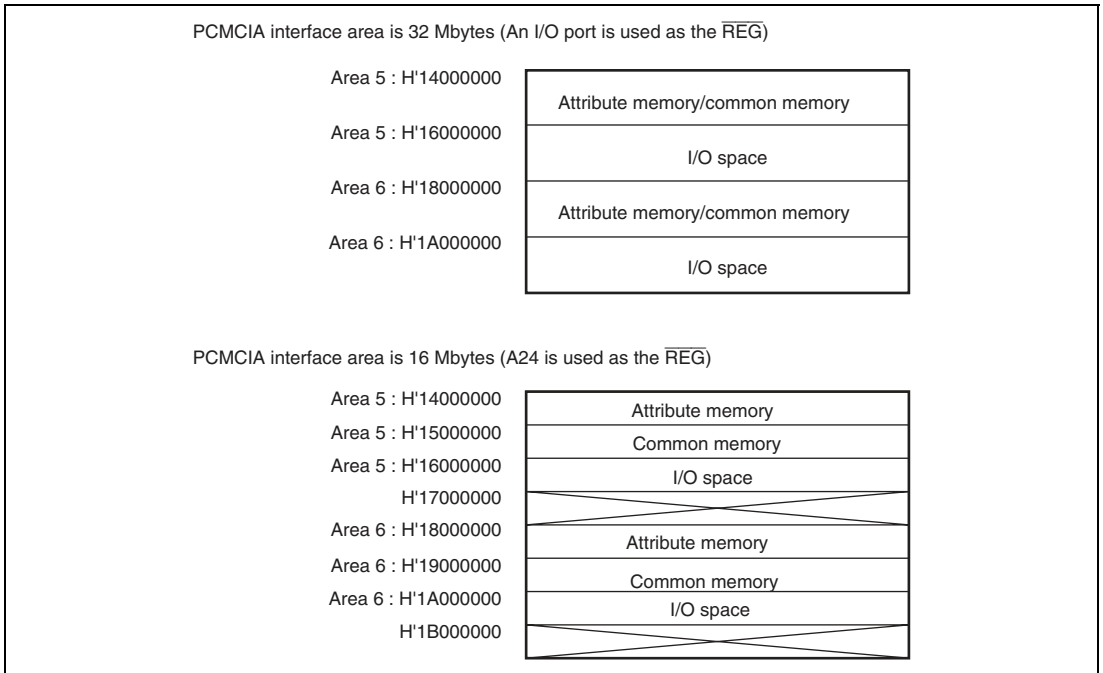 PCMCIA interface area is 32 Mbytes (An I/O port is used as the R̅E̅G̅)
Area 5 : H'14000000
Attribute memory/common memory
Area 5 : H'16000000
I/O space
Area 6 : H'18000000
Attribute memory/common memory
Area 6 : H'1A000000
I/O space
PCMCIA interface area is 16 Mbytes (A24 is used as the R̅E̅G̅)
Area 5 : H'14000000
Attribute memory
Area 5 : H'15000000
Common memory
Area 5 : H'16000000
I/O space
H'17000000
Area 6 : H'18000000
Attribute memory
Area 6 : H'19000000
Common memory
Area 6 : H'1A000000
I/O space
H'1B000000